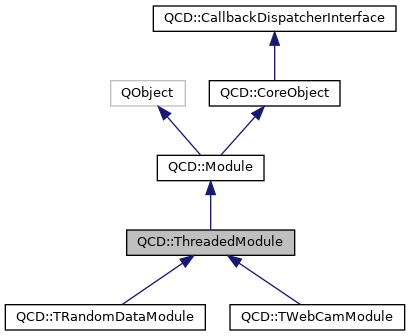 QCD::CallbackDispatcherInterface
QObject
QCD::CoreObject
QCD::Module
QCD::ThreadedModule
QCD::TRandomDataModule
QCD::TWebCamModule